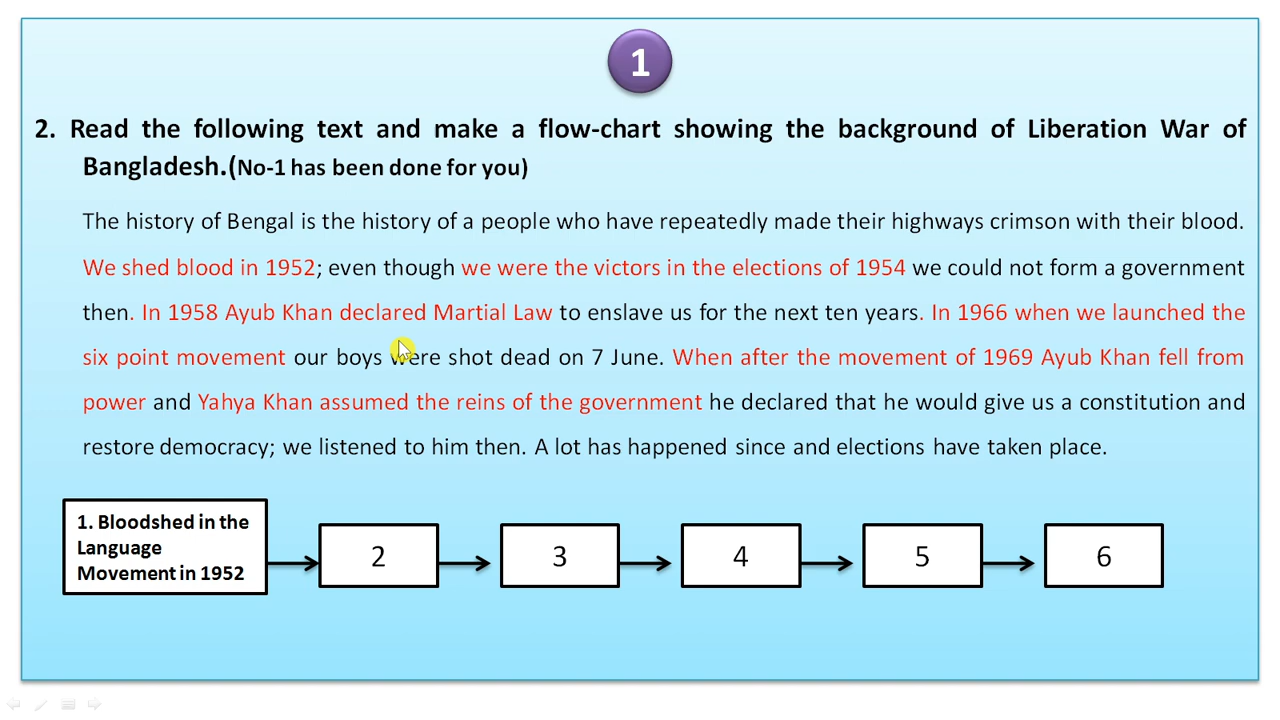 1
2. Read the following text and make a flow-chart showing the background of Liberation War of
Bangladesh.(No-1 has been done for you)
The history of Bengal is the history of a people who have repeatedly made their highways crimson with their blood.
We shed blood in 1952; even though we were the victors in the elections of 1954 we could not form a government
then. In 1958 Ayub Khan declared Martial Law to enslave us for the next ten years. In 1966 when we launched the
six point movement our boys were shot dead on 7 June. When after the movement of 1969 Ayub Khan fell from
power and Yahya Khan assumed the reins of the government he declared that he would give us a constitution and
restore democracy; we listened to him then. A lot has happened since and elections have taken place.
1. Bloodshed in the
Language
Movement in 1952
2
3
4
5
6